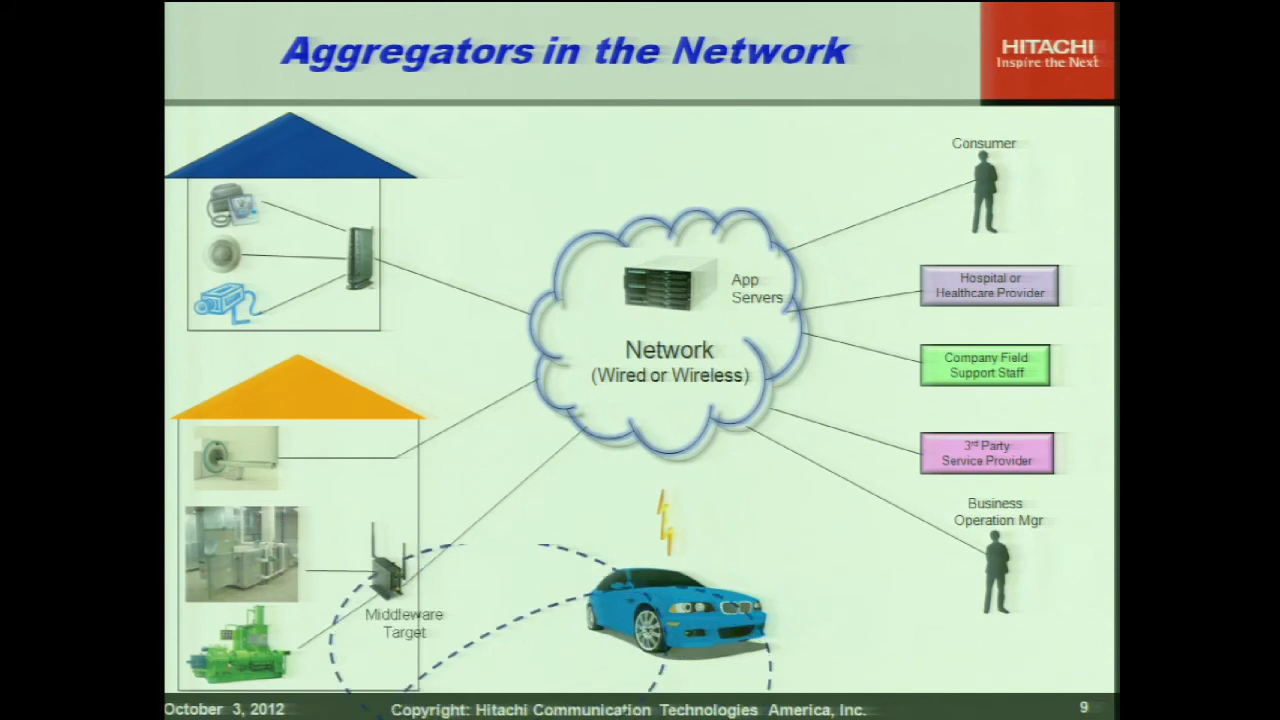 Aggregators in the Network
HITACHI
Inspire the Next
Consumer
App
Servers
Hospital or
Healthcare Provider
Network
(Wired or Wireless)
Company Field
Support Staff
3rd Party
Service Provider
Business
Operation Mgr
Middleware
Target
October 3, 2012
Copyright: Hitachi Communication Technologies America, Inc.
9